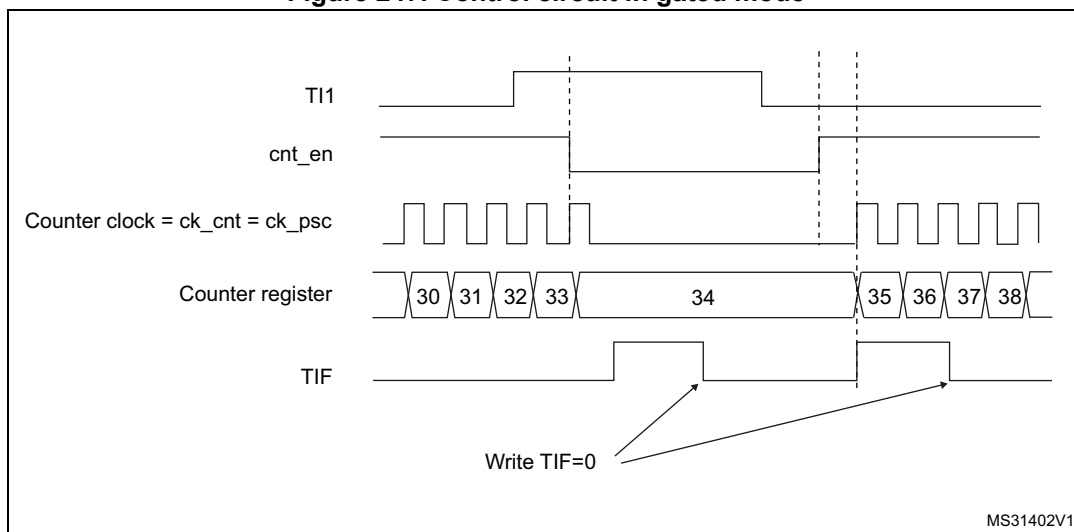 TI1
cnt_en
Counter clock = ck_cnt = ck_psc
Counter register
30 31 32 33 34 35 36 37 38
TIF
Write TIF=0
MS31402V1